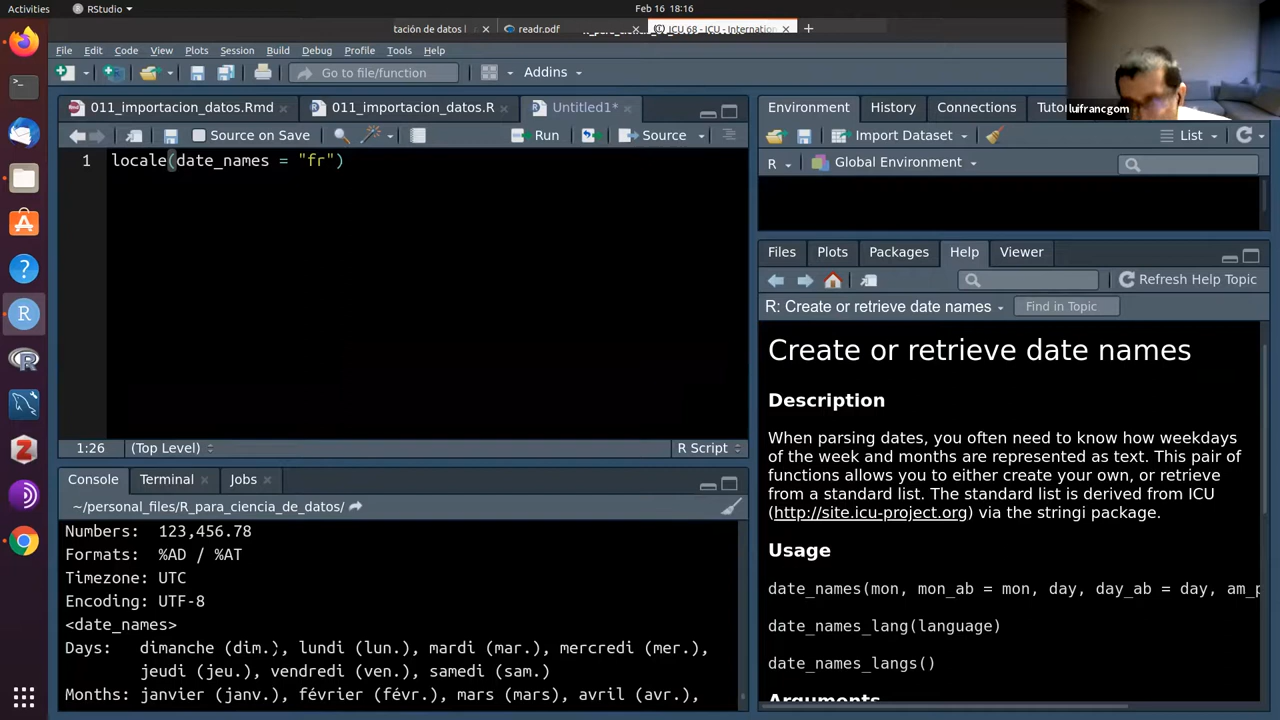 Activities
RStudio
Feb 16 18:16
tación de datos |
readr.pdf
ICU 68 - ICU - Internation
File Edit Code View Plots Session Build Debug Profile Tools Help
Go to file/function
Addins
luifrancgom
011_importacion_datos.Rmd
011_importacion_datos.R
Untitled1*
Source on Save
Run
Source
1 locale(date_names = "fr")
1:26 (Top Level)
R Script
Console Terminal Jobs
~/personal_files/R_para_ciencia_de_datos/
Numbers: 123,456.78
Formats: %AD / %AT
Timezone: UTC
Encoding: UTF-8
<date_names>
Days: dimanche (dim.), lundi (lun.), mardi (mar.), mercredi (mer.),
jeudi (jeu.), vendredi (ven.), samedi (sam.)
Months: janvier (janv.), février (févr.), mars (mars), avril (avr.),
Environment History Connections Tuto
Import Dataset
List
R Global Environment
Files Plots Packages Help Viewer
Refresh Help Topic
R: Create or retrieve date names
Find in Topic
Create or retrieve date names
Description
When parsing dates, you often need to know how weekdays
of the week and months are represented as text. This pair of
functions allows you to either create your own, or retrieve
from a standard list. The standard list is derived from ICU
(http://site.icu-project.org) via the stringi package.
Usage
date_names(mon, mon_ab = mon, day, day_ab = day, am_p
date_names_lang(language)
date_names_langs()
Arguments